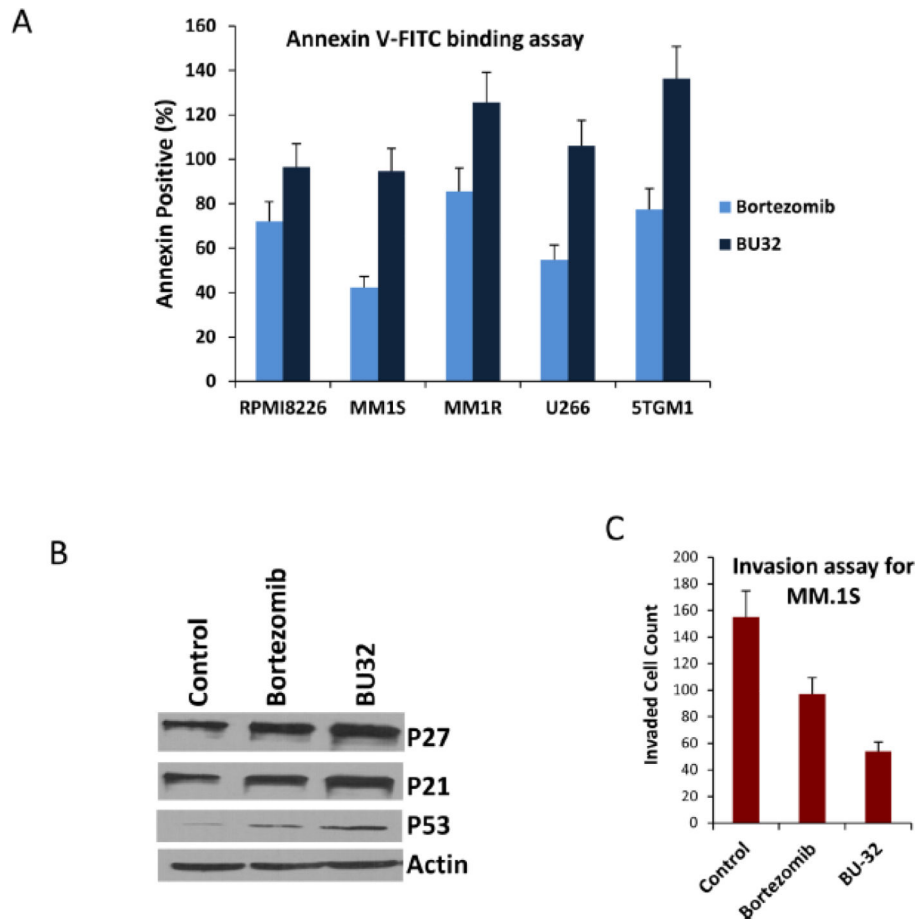 A
Annexin V-FITC binding assay
Annexin Positive (%)
160
140
120
100
80
60
40
20
0
RPMI8226 MM1S MM1R U266 5TGM1
Bortezomib
BU32
B
Control Bortezomib BU32
P27
P21
P53
Actin
C
Invasion assay for
MM.1S
Invaded Cell Count
200
180
160
140
120
100
80
60
40
20
0
Control Bortezomib BU-32